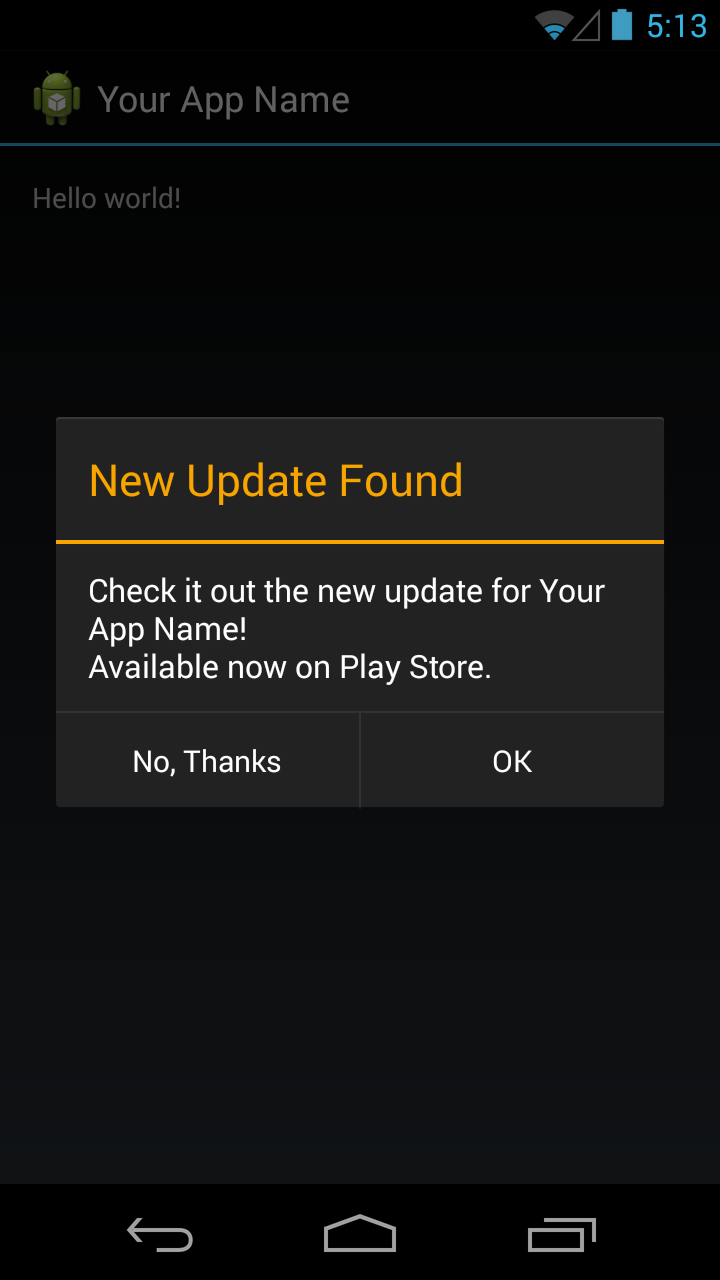 5:13
Your App Name
Hello world!
New Update Found
Check it out the new update for Your
App Name!
Available now on Play Store.
No, Thanks
OK